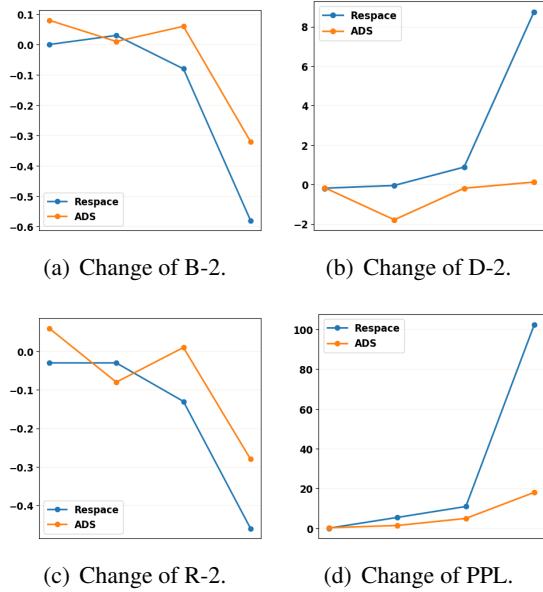 0.1
0.0
−0.1
−0.2
−0.3
−0.4
−0.5
−0.6
Respace
ADS
(a) Change of B-2.
8
6
4
2
0
−2
Respace
ADS
(b) Change of D-2.
0.0
−0.1
−0.2
−0.3
−0.4
Respace
ADS
(c) Change of R-2.
100
80
60
40
20
0
Respace
ADS
(d) Change of PPL.